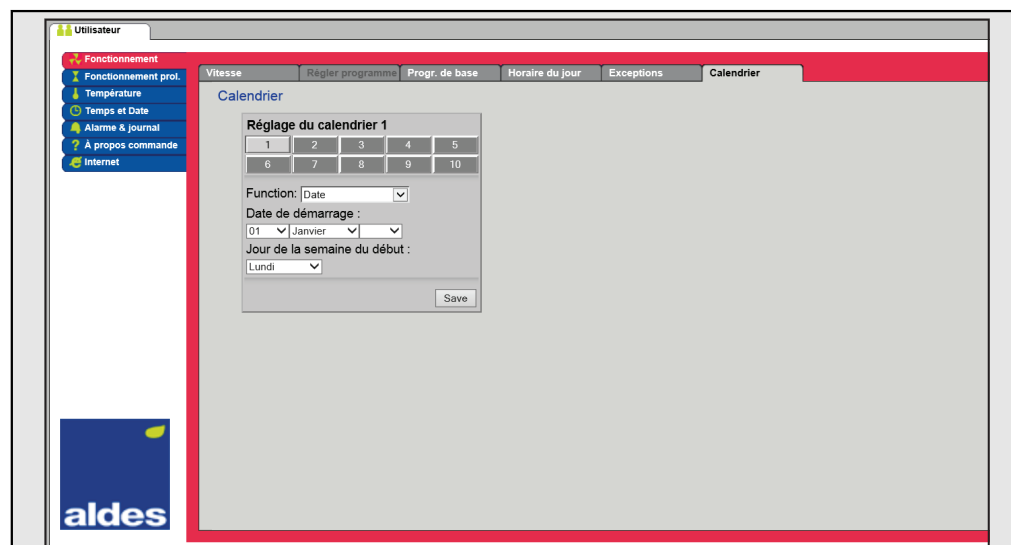 Utilisateur
Fonctionnement
Fonctionnement prol.
Température
Temps et Date
Alarme & journal
À propos commande
Internet
Vitesse Régler programme Progr. de base Horaire du jour Exceptions Calendrier
Calendrier
Réglage du calendrier 1
1 2 3 4 5
6 7 8 9 10
Function: Date
Date de démarrage :
01 Janvier
Jour de la semaine du début :
Lundi
Save
aldes